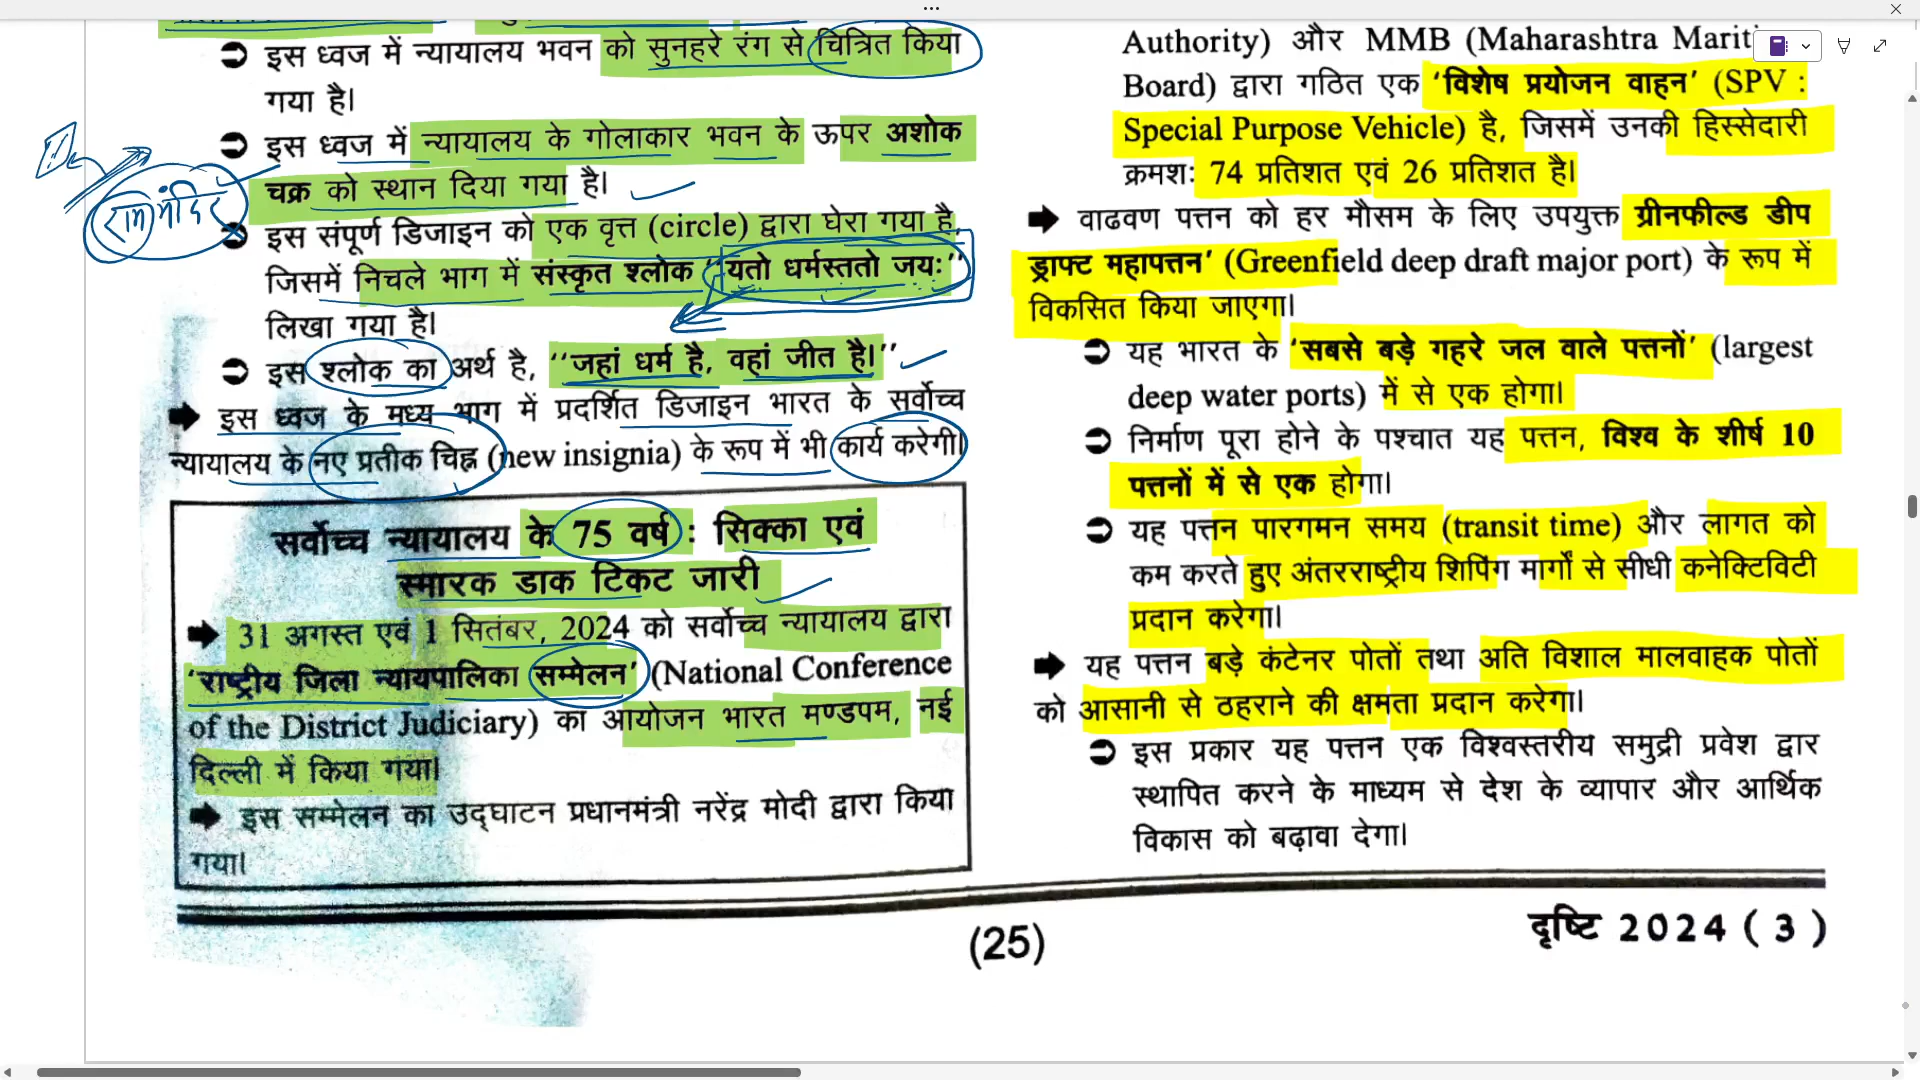 इस ध्वज में न्यायालय भवन को सुनहरे रंग से चित्रित किया
गया है।
इस ध्वज में न्यायालय के गोलाकार भवन के ऊपर अशोक
चक्र को स्थान दिया गया है।
राम मंदिर
इस संपूर्ण डिजाइन को एक वृत्त (circle) द्वारा घेरा गया है,
जिसमें निचले भाग में संस्कृत श्लोक ''यतो धर्मस्ततो जयः''
लिखा गया है।
इस श्लोक का अर्थ है, ''जहां धर्म है, वहां जीत है।''
इस ध्वज के मध्य भाग में प्रदर्शित डिजाइन भारत के सर्वोच्च
न्यायालय के नए प्रतीक चिह्न (new insignia) के रूप में भी कार्य करेगी।
सर्वोच्च न्यायालय के 75 वर्ष : सिक्का एवं
स्मारक डाक टिकट जारी
31 अगस्त एवं 1 सितंबर, 2024 को सर्वोच्च न्यायालय द्वारा
'राष्ट्रीय जिला न्यायपालिका सम्मेलन' (National Conference
of the District Judiciary) का आयोजन भारत मण्डपम, नई
दिल्ली में किया गया।
इस सम्मेलन का उद्घाटन प्रधानमंत्री नरेंद्र मोदी द्वारा किया
गया।
Authority) और MMB (Maharashtra Mariti
Board) द्वारा गठित एक 'विशेष प्रयोजन वाहन' (SPV :
Special Purpose Vehicle) है, जिसमें उनकी हिस्सेदारी
क्रमशः 74 प्रतिशत एवं 26 प्रतिशत है।
वाढवण पत्तन को हर मौसम के लिए उपयुक्त ग्रीनफील्ड डीप
ड्राफ्ट महापत्तन' (Greenfield deep draft major port) के रूप में
विकसित किया जाएगा।
यह भारत के 'सबसे बड़े गहरे जल वाले पत्तनों' (largest
deep water ports) में से एक होगा।
निर्माण पूरा होने के पश्चात यह पत्तन, विश्व के शीर्ष 10
पत्तनों में से एक होगा।
यह पत्तन पारगमन समय (transit time) और लागत को
कम करते हुए अंतरराष्ट्रीय शिपिंग मार्गों से सीधी कनेक्टिविटी
प्रदान करेगा।
यह पत्तन बड़े कंटेनर पोतों तथा अति विशाल मालवाहक पोतों
को आसानी से ठहराने की क्षमता प्रदान करेगा।
इस प्रकार यह पत्तन एक विश्वस्तरीय समुद्री प्रवेश द्वार
स्थापित करने के माध्यम से देश के व्यापार और आर्थिक
विकास को बढ़ावा देगा।
(25)
दृष्टि 2024 ( 3 )